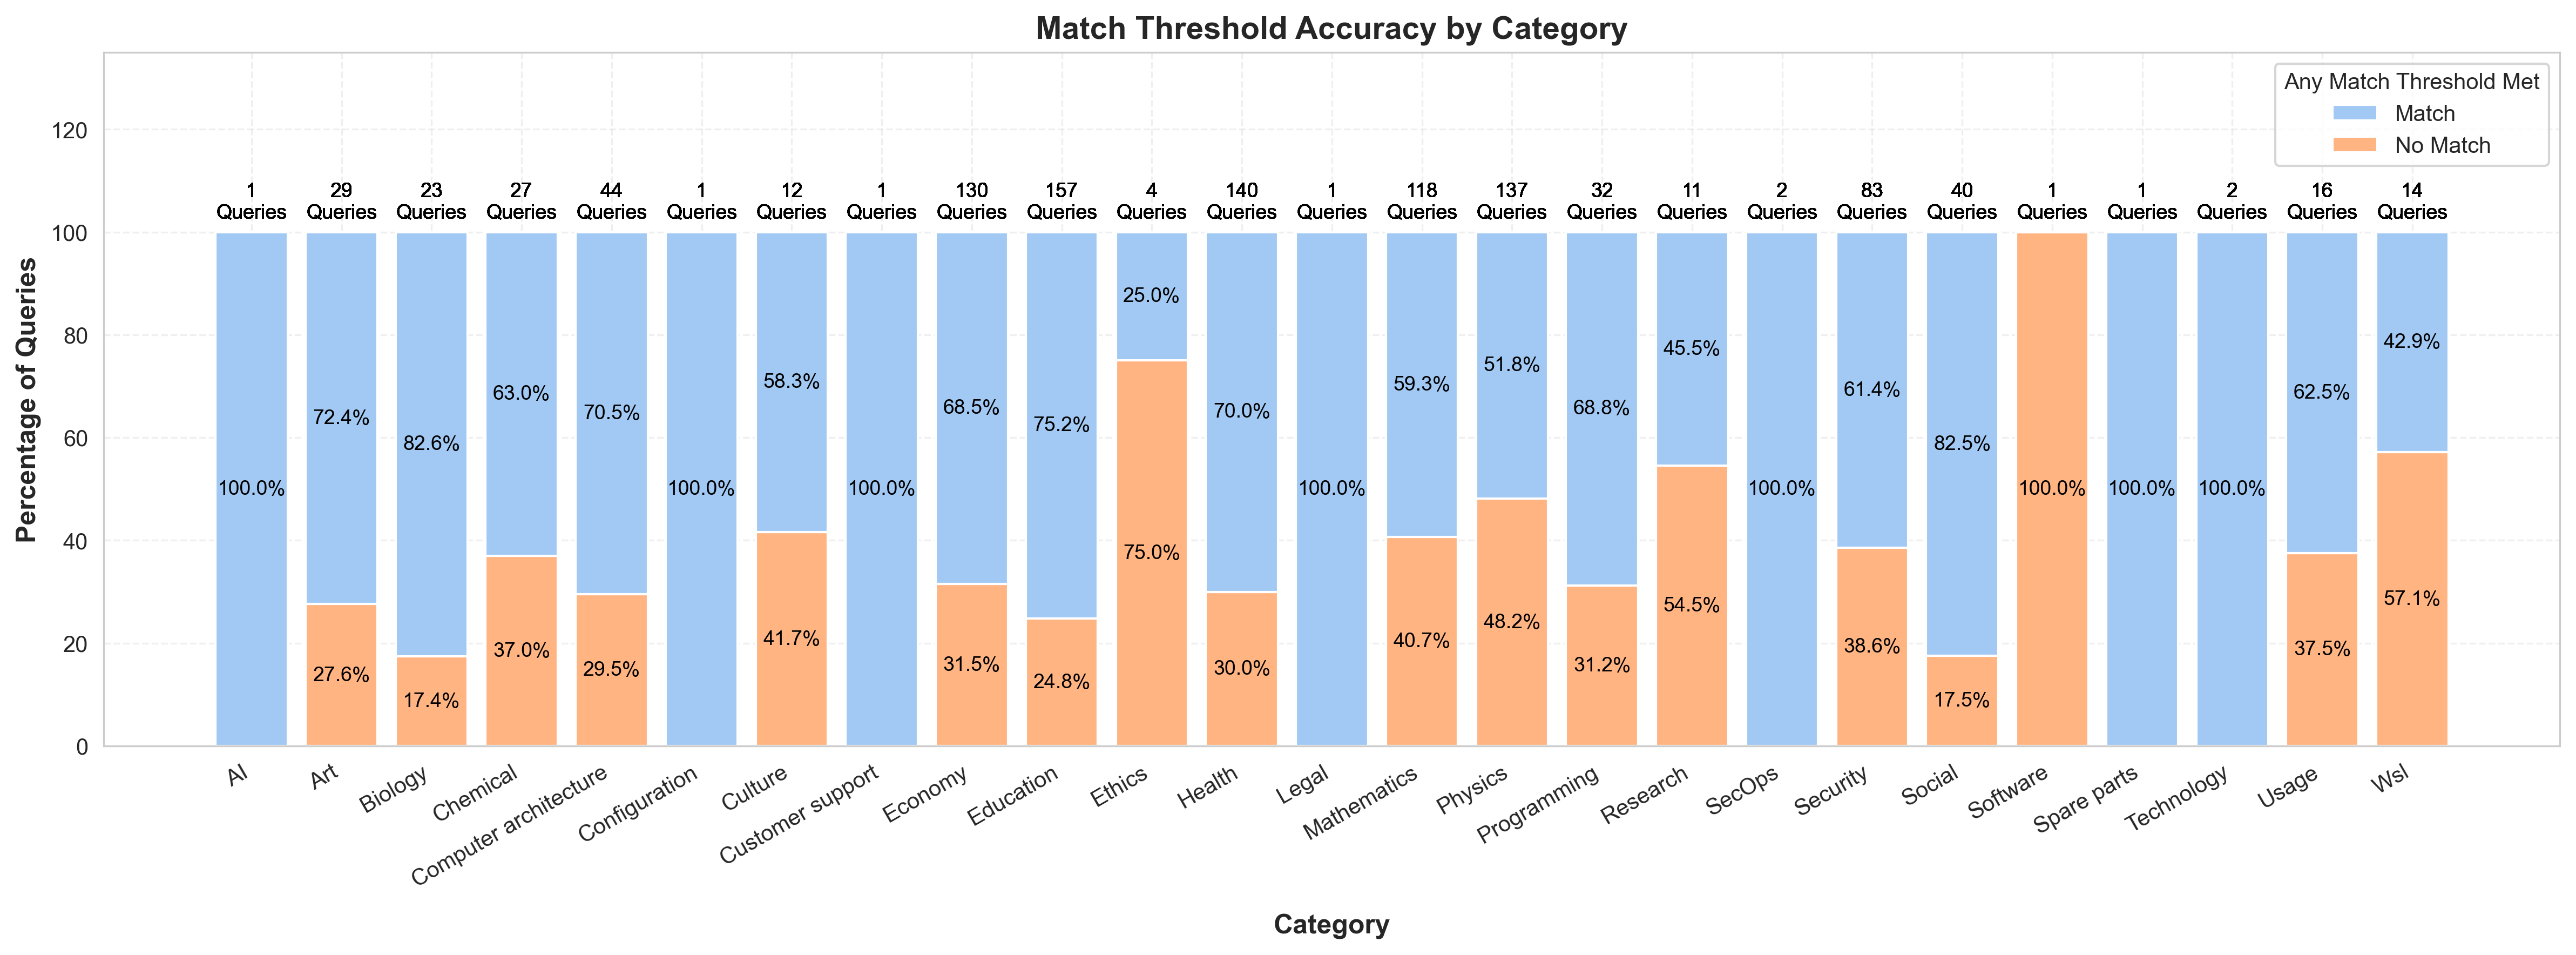 Match Threshold Accuracy by Category
Any Match Threshold Met
Match
No Match
Percentage of Queries
120
100
80
60
40
20
0
1 29 23 27 44 1 12 1 130 157 4 140 1 118 137 32 11 2 83 40 1 1 2 16 14
Queries Queries Queries Queries Queries Queries Queries Queries Queries Queries Queries Queries Queries Queries Queries Queries Queries Queries Queries Queries Queries Queries Queries Queries Queries
100.0%
72.4%
27.6%
82.6%
17.4%
63.0%
37.0%
70.5%
29.5%
100.0%
58.3%
41.7%
100.0%
68.5%
31.5%
75.2%
24.8%
25.0%
75.0%
70.0%
30.0%
100.0%
59.3%
40.7%
51.8%
48.2%
68.8%
31.2%
45.5%
54.5%
100.0%
61.4%
38.6%
82.5%
17.5%
100.0%
100.0%
100.0%
62.5%
37.5%
42.9%
57.1%
AI
Art
Biology
Chemical
Computer architecture
Configuration
Culture
Customer support
Economy
Education
Ethics
Health
Legal
Mathematics
Physics
Programming
Research
SecOps
Security
Social
Software
Spare parts
Technology
Usage
Wsl
Category